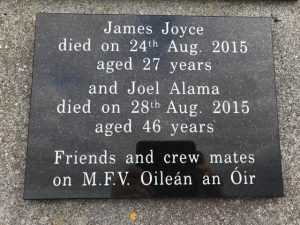 James Joyce
died on 24th Aug. 2015
aged 27 years
and Joel Alama
died on 28th Aug. 2015
aged 46 years
Friends and crew mates
on M.F.V. Oileán an Óir